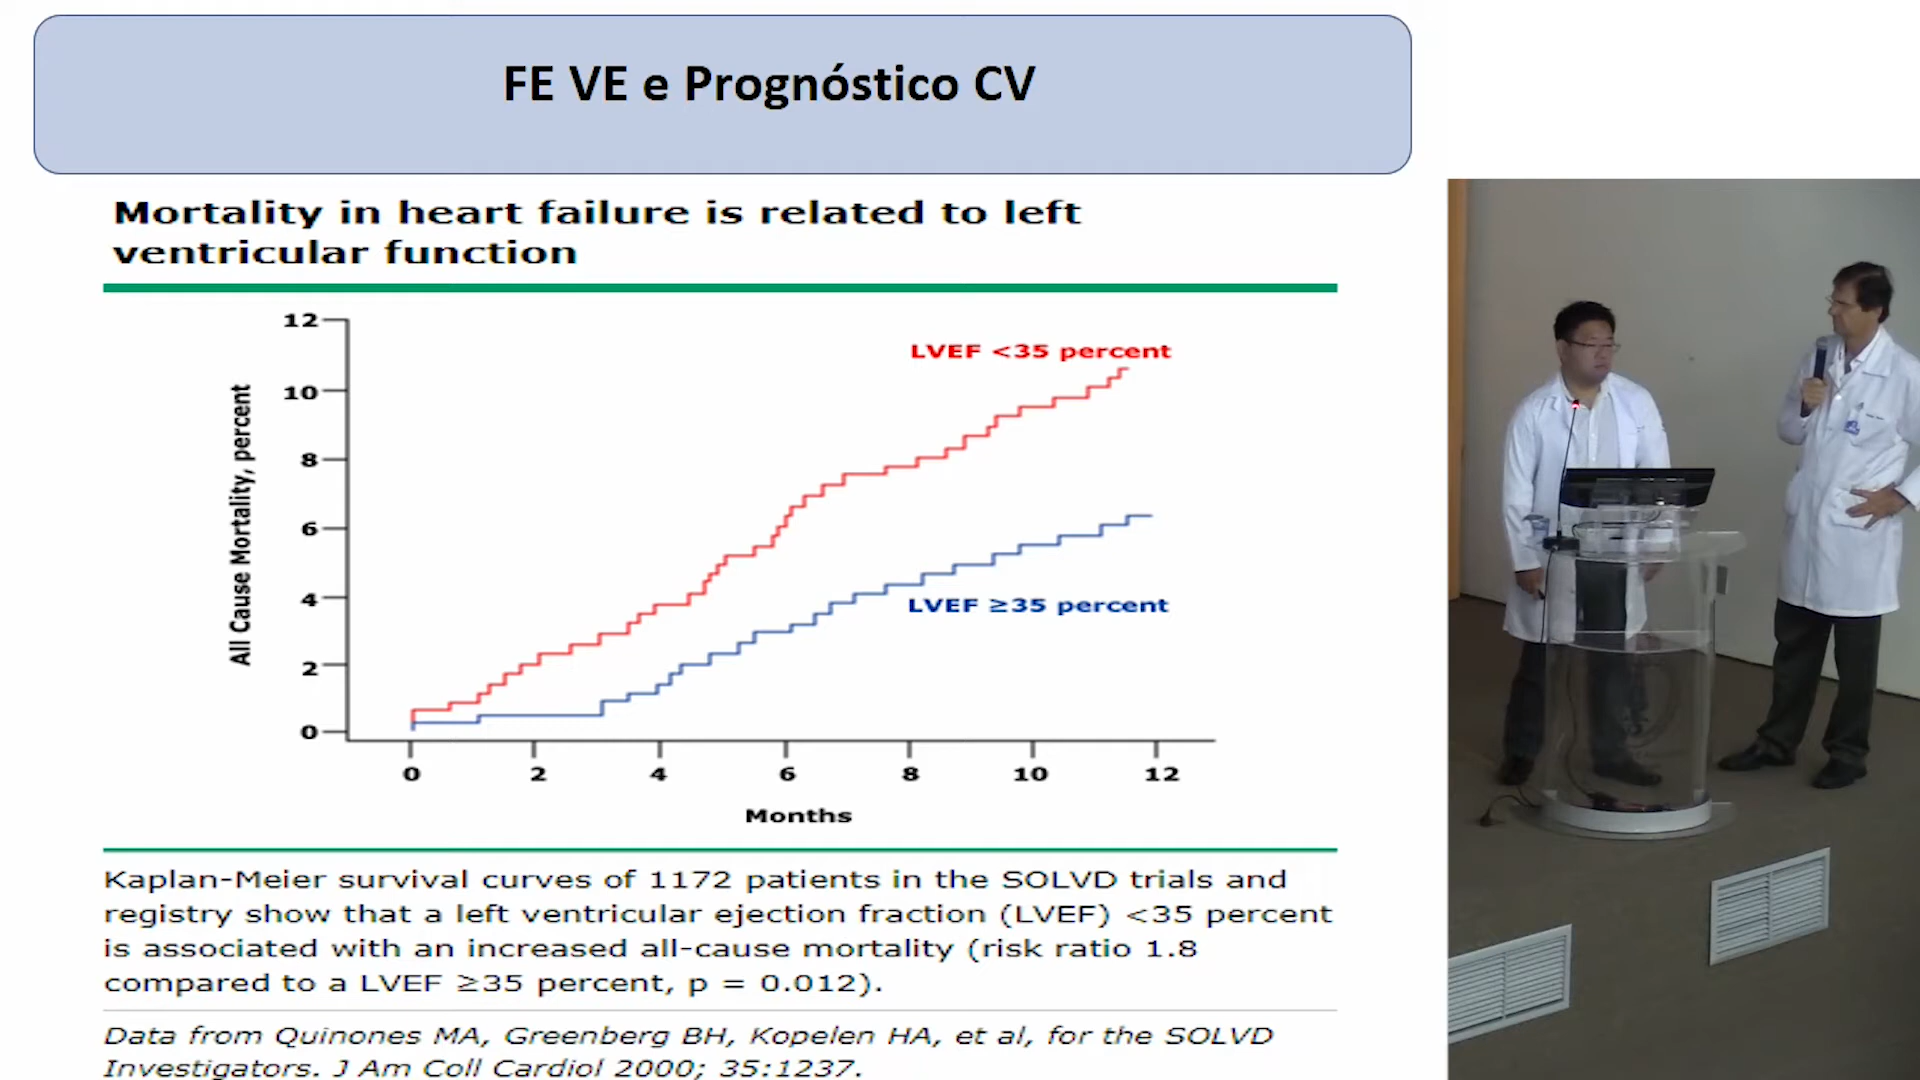 FE VE e Prognóstico CV
Mortality in heart failure is related to left
ventricular function
12
10
8
6
4
2
0
All Cause Mortality, percent
LVEF <35 percent
LVEF ≥35 percent
0 2 4 6 8 10 12
Months
Kaplan-Meier survival curves of 1172 patients in the SOLVD trials and
registry show that a left ventricular ejection fraction (LVEF) <35 percent
is associated with an increased all-cause mortality (risk ratio 1.8
compared to a LVEF ≥35 percent, p = 0.012).
Data from Quinones MA, Greenberg BH, Kopelen HA, et al, for the SOLVD
Investigators. J Am Coll Cardiol 2000; 35:1237.